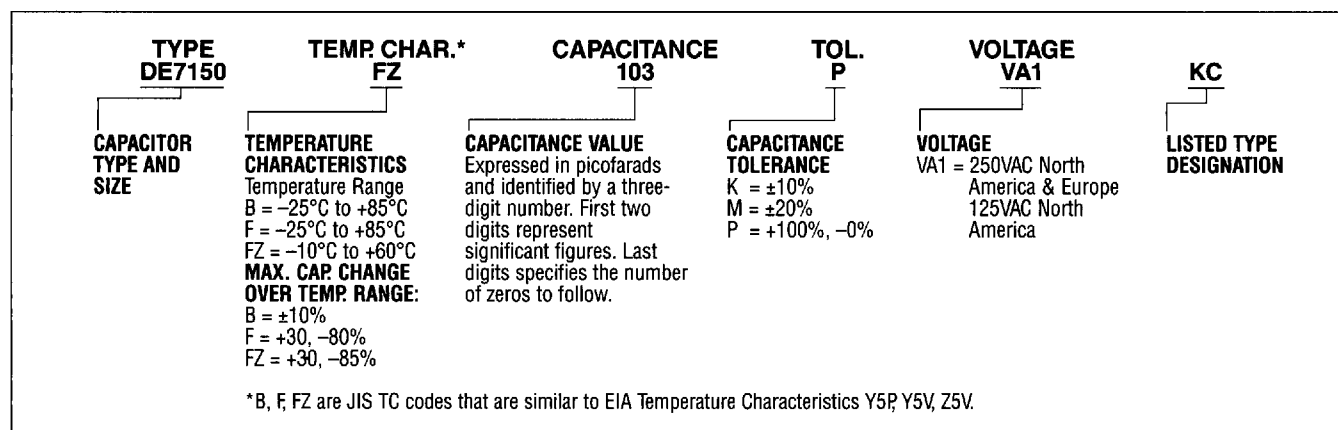 TYPE TEMP. CHAR.* CAPACITANCE TOL. VOLTAGE
DE7150 FZ 103 P VA1 KC
CAPACITOR
TYPE AND
SIZE
TEMPERATURE
CHARACTERISTICS
Temperature Range
B = –25°C to +85°C
F = –25°C to +85°C
FZ = –10°C to +60°C
MAX. CAP. CHANGE
OVER TEMP. RANGE:
B = ±10%
F = +30, –80%
FZ = +30, –85%
CAPACITANCE VALUE
Expressed in picofarads
and identified by a three-
digit number. First two
digits represent
significant figures. Last
digits specifies the number
of zeros to follow.
CAPACITANCE
TOLERANCE
K = ±10%
M = ±20%
P = +100%, –0%
VOLTAGE
VA1 = 250VAC North
America & Europe
125VAC North
America
LISTED TYPE
DESIGNATION
*B, F, FZ are JIS TC codes that are similar to EIA Temperature Characteristics Y5P, Y5V, Z5V.